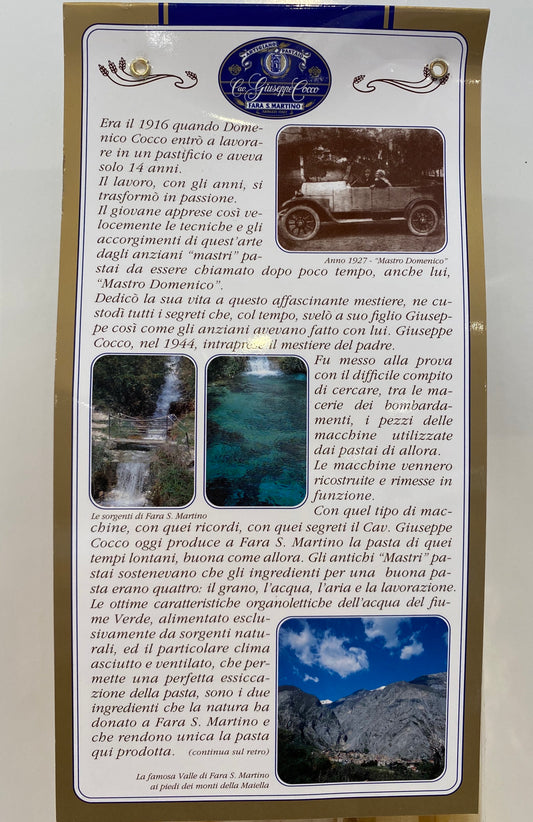 ARTIGIANO PASTAIO
Cav. Giuseppe Cocco
FARA S. MARTINO
Era il 1916 quando Dome-
nico Cocco entrò a lavora-
re in un pastificio e aveva
solo 14 anni.
Il lavoro, con gli anni, si
trasformò in passione.
Il giovane apprese così ve-
locemente le tecniche e gli
accorgimenti di quest'arte
dagli anziani “mastri” pa-
stai da essere chiamato dopo poco tempo, anche lui,
“Mastro Domenico”.
Anno 1927 - “Mastro Domenico”
Dedicò la sua vita a questo affascinante mestiere, ne cu-
stodì tutti i segreti che, col tempo, svelò a suo figlio Giusep-
pe così come gli anziani avevano fatto con lui. Giuseppe
Cocco, nel 1944, intraprese il mestiere del padre.
Fu messo alla prova
con il difficile compito
di cercare, tra le ma-
cerie dei bombarda-
menti, i pezzi delle
macchine utilizzate
dai pastai di allora.
Le macchine vennero
ricostruite e rimesse in
funzione.
Le sorgenti di Fara S. Martino
Con quel tipo di mac-
chine, con quei ricordi, con quei segreti il Cav. Giuseppe
Cocco oggi produce a Fara S. Martino la pasta di quei
tempi lontani, buona come allora. Gli antichi “Mastri” pa-
stai sostenevano che gli ingredienti per una buona pa-
sta erano quattro: il grano, l'acqua, l'aria e la lavorazione.
Le ottime caratteristiche organolettiche dell'acqua del fiu-
me Verde, alimentato esclu-
sivamente da sorgenti natu-
rali, ed il particolare clima
asciutto e ventilato, che per-
mette una perfetta essicca-
zione della pasta, sono i due
ingredienti che la natura ha
donato a Fara S. Martino e
che rendono unica la pasta
qui prodotta. (continua sul retro)
La famosa Valle di Fara S. Martino
ai piedi dei monti della Maiella